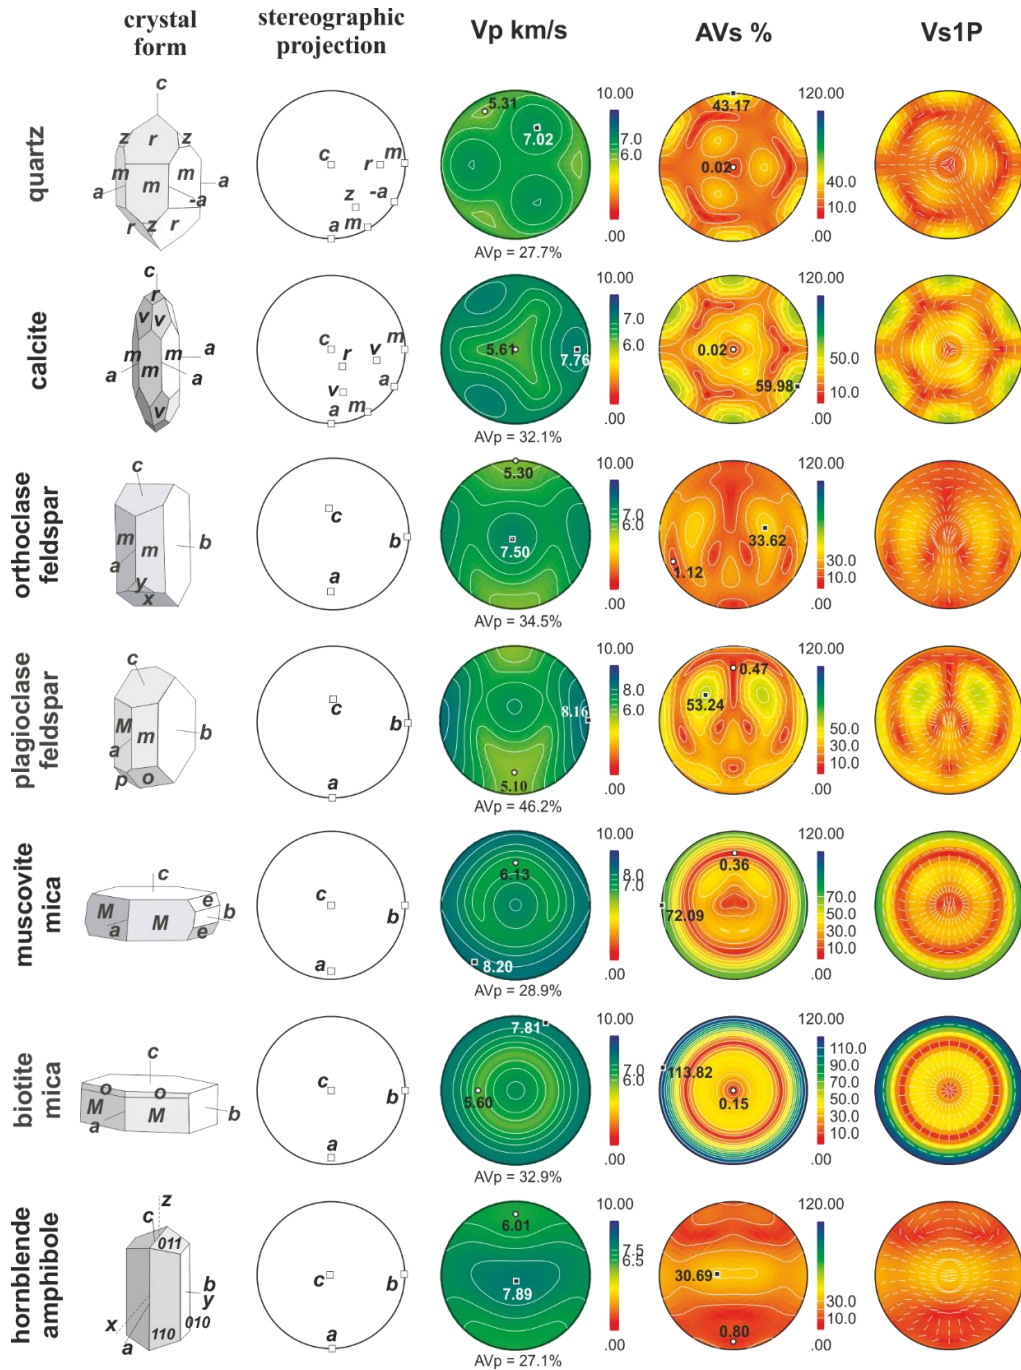 crystal form
stereographic projection
Vp km/s
AVs %
Vs1P
quartz
c
z r z
m m
a m a
-a
r z r
c r m
-a
z
a m
5.31
7.02
10.00
7.0
6.0
.00
AVp = 27.7%
43.17
0.02
120.00
40.0
10.0
.00
calcite
c
r
v v
m m a
m a
v
c m
r v
a
v
a m
5.61
7.76
10.00
7.0
6.0
.00
AVp = 32.1%
0.02
59.98
120.00
50.0
10.0
.00
orthoclase feldspar
c
m m b
a
y
x
c
b
a
5.30
7.50
10.00
7.0
6.0
.00
AVp = 34.5%
33.62
1.12
120.00
30.0
10.0
.00
plagioclase feldspar
c
M
m b
a
p o
c
b
a
8.16
5.10
10.00
8.0
6.0
.00
AVp = 46.2%
0.47
53.24
120.00
50.0
30.0
10.0
.00
muscovite mica
c
M e
b
a M e
c
b
a
6.13
8.20
10.00
8.0
7.0
.00
AVp = 28.9%
0.36
72.09
120.00
70.0
50.0
30.0
10.0
.00
biotite mica
c
o o
M M b
a
c
b
a
7.81
5.60
10.00
7.0
6.0
.00
AVp = 32.9%
113.82
0.15
120.00
110.0
90.0
70.0
50.0
30.0
10.0
.00
hornblende amphibole
z
c
011
b
y
x 010
a 110
c b
a
6.01
7.89
10.00
7.5
6.5
.00
AVp = 27.1%
30.69
0.80
120.00
30.0
10.0
.00